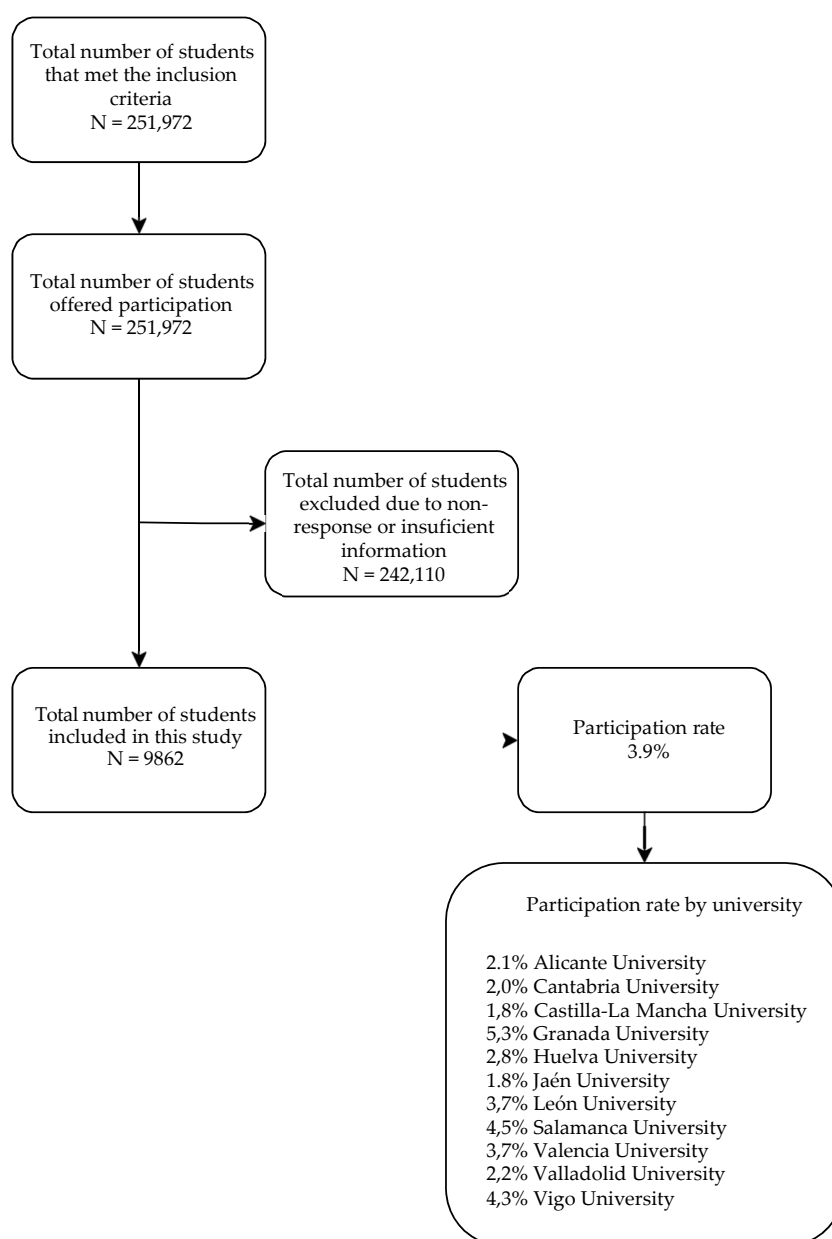 Total number of students
that met the inclusion
criteria
N = 251,972
Total number of students
offered participation
N = 251,972
Total number of students
excluded due to non-
response or insuficient
information
N = 242,110
Total number of students
included in this study
N = 9862
Participation rate
3.9%
Participation rate by university
2.1% Alicante University
2,0% Cantabria University
1,8% Castilla-La Mancha University
5,3% Granada University
2,8% Huelva University
1.8% Jaén University
3,7% León University
4,5% Salamanca University
3,7% Valencia University
2,2% Valladolid University
4,3% Vigo University